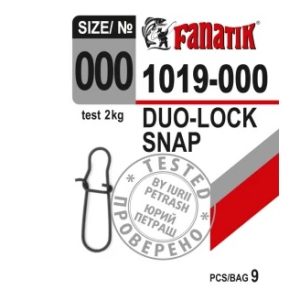 SIZE/ №
FANATIK
000
1019-000
test 2kg
DUO-LOCK
SNAP
TESTED
BY IURII
PETRASH
ЮРИЙ
ПЕТРАШ
ПРОВЕРЕНО
PCS/BAG 9